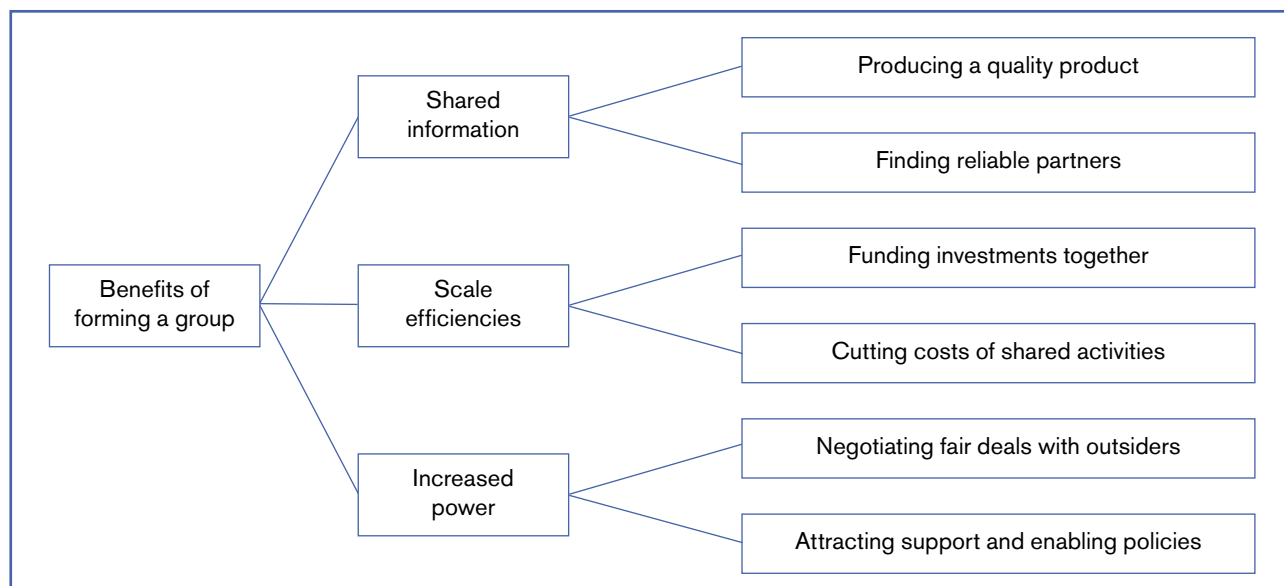 Benefits of
forming a group
Shared
information
Producing a quality product
Finding reliable partners
Scale
efficiencies
Funding investments together
Cutting costs of shared activities
Increased
power
Negotiating fair deals with outsiders
Attracting support and enabling policies